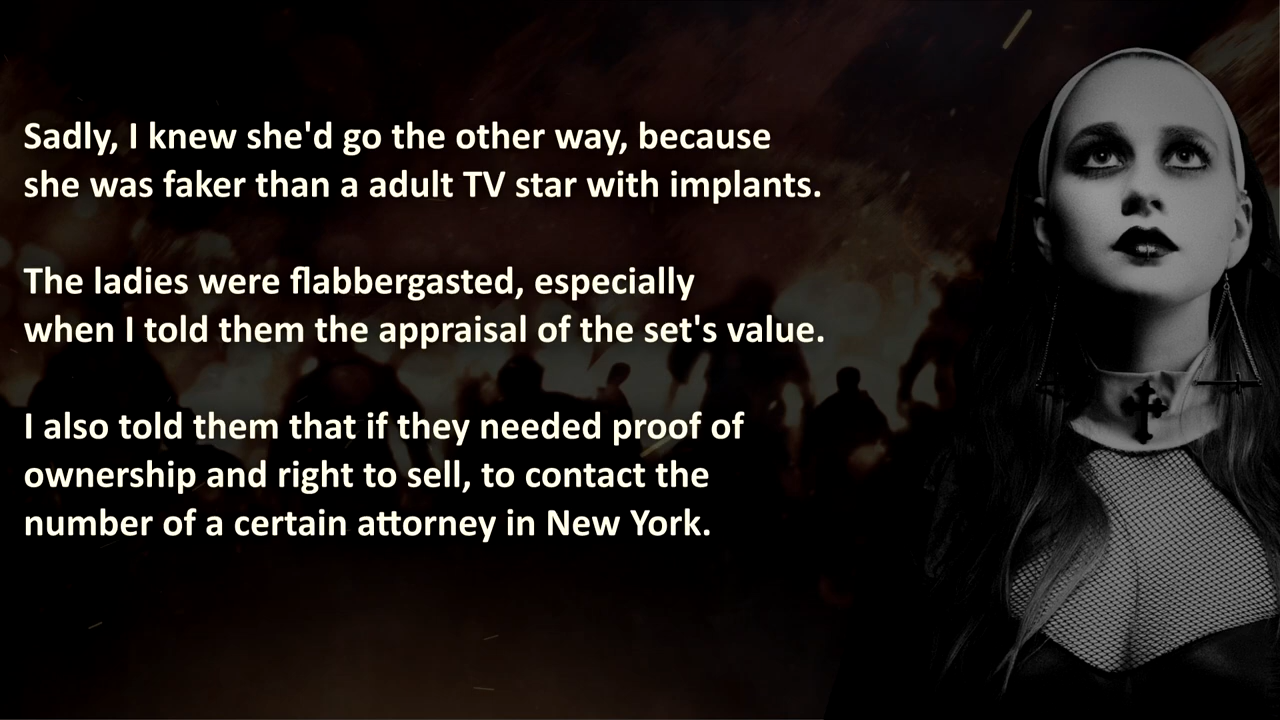 Sadly, I knew she'd go the other way, because
she was faker than a adult TV star with implants.
The ladies were flabbergasted, especially
when I told them the appraisal of the set's value.
I also told them that if they needed proof of
ownership and right to sell, to contact the
number of a certain attorney in New York.